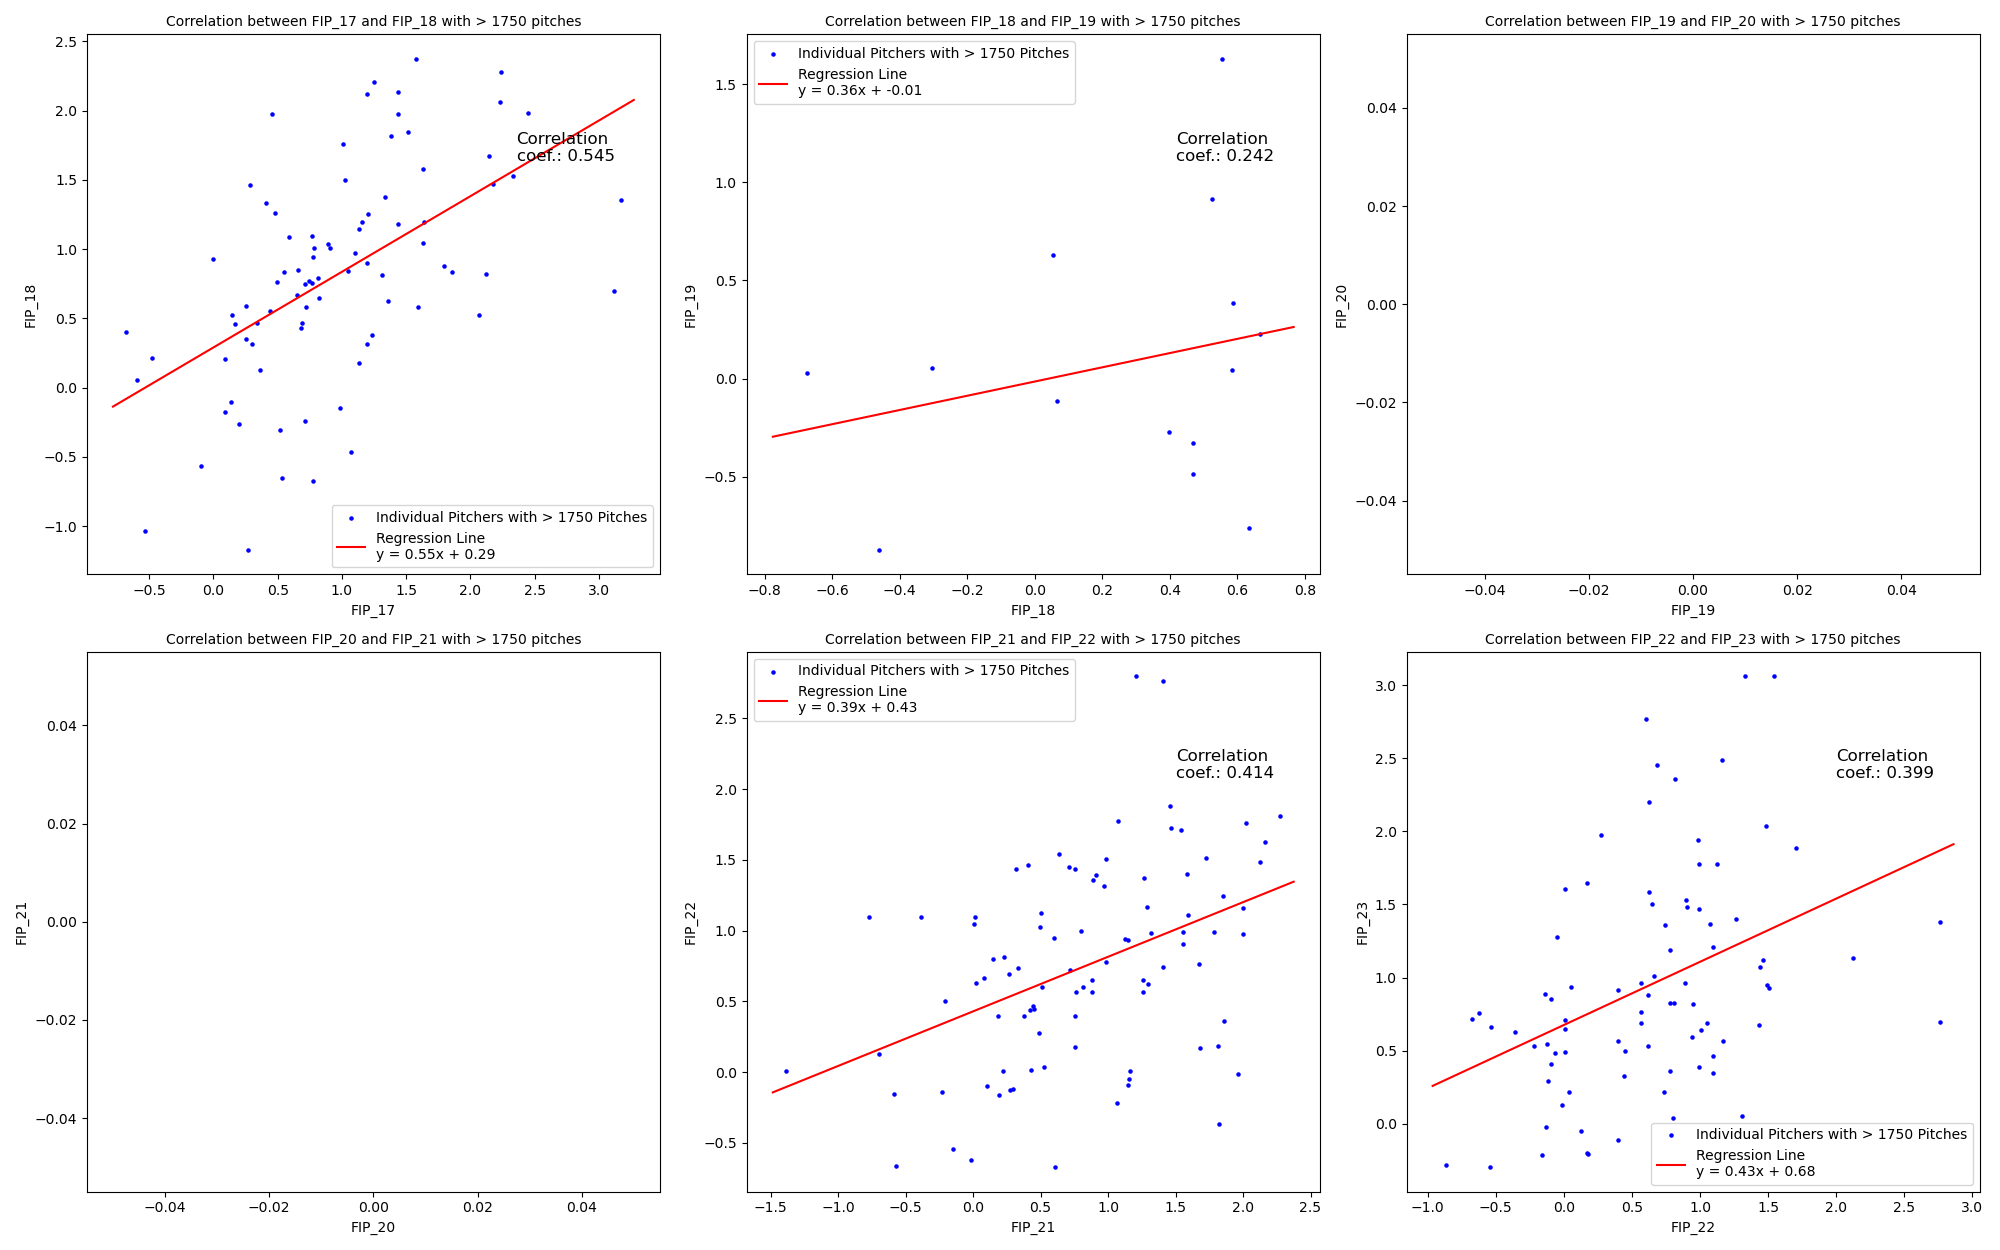 Correlation between FIP_17 and FIP_18 with > 1750 pitches
2.5
2.0
1.5
1.0
0.5
0.0
−0.5
−1.0
FIP_18
Correlation
coef.: 0.545
Individual Pitchers with > 1750 Pitches
Regression Line
y = 0.55x + 0.29
−0.5 0.0 0.5 1.0 1.5 2.0 2.5 3.0
FIP_17
Correlation between FIP_18 and FIP_19 with > 1750 pitches
Individual Pitchers with > 1750 Pitches
Regression Line
y = 0.36x + -0.01
1.5
1.0
0.5
0.0
−0.5
FIP_19
Correlation
coef.: 0.242
−0.8 −0.6 −0.4 −0.2 0.0 0.2 0.4 0.6 0.8
FIP_18
Correlation between FIP_19 and FIP_20 with > 1750 pitches
0.04
0.02
0.00
−0.02
−0.04
FIP_20
−0.04 −0.02 0.00 0.02 0.04
FIP_19
Correlation between FIP_20 and FIP_21 with > 1750 pitches
0.04
0.02
0.00
−0.02
−0.04
FIP_21
−0.04 −0.02 0.00 0.02 0.04
FIP_20
Correlation between FIP_21 and FIP_22 with > 1750 pitches
Individual Pitchers with > 1750 Pitches
Regression Line
y = 0.39x + 0.43
2.5
2.0
1.5
1.0
0.5
0.0
−0.5
FIP_22
Correlation
coef.: 0.414
−1.5 −1.0 −0.5 0.0 0.5 1.0 1.5 2.0 2.5
FIP_21
Correlation between FIP_22 and FIP_23 with > 1750 pitches
3.0
2.5
2.0
1.5
1.0
0.5
0.0
FIP_23
Correlation
coef.: 0.399
Individual Pitchers with > 1750 Pitches
Regression Line
y = 0.43x + 0.68
−1.0 −0.5 0.0 0.5 1.0 1.5 2.0 2.5 3.0
FIP_22